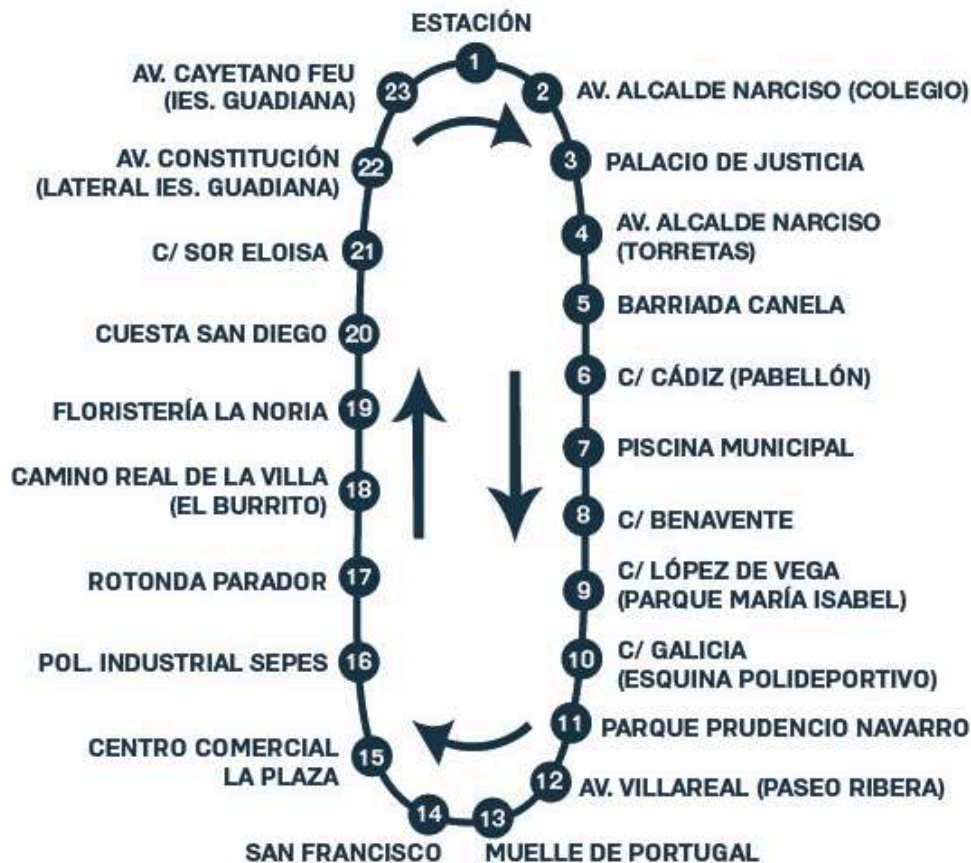 ESTACIÓN
1
2
AV. ALCALDE NARCISO (COLEGIO)
3
PALACIO DE JUSTICIA
4
AV. ALCALDE NARCISO
(TORRETAS)
5
BARRIADA CANELA
6
C/ CÁDIZ (PABELLÓN)
7
PISCINA MUNICIPAL
8
C/ BENAVENTE
9
C/ LÓPEZ DE VEGA
(PARQUE MARÍA ISABEL)
10
C/ GALICIA
(ESQUINA POLIDEPORTIVO)
11
PARQUE PRUDENCIO NAVARRO
12
AV. VILLAREAL (PASEO RIBERA)
13
MUELLE DE PORTUGAL
14
SAN FRANCISCO
15
CENTRO COMERCIAL
LA PLAZA
16
POL. INDUSTRIAL SEPES
17
ROTONDA PARADOR
18
CAMINO REAL DE LA VILLA
(EL BURRITO)
19
FLORISTERÍA LA NORIA
20
CUESTA SAN DIEGO
21
C/ SOR ELOISA
22
AV. CONSTITUCIÓN
(LATERAL IES. GUADIANA)
23
AV. CAYETANO FEU
(IES. GUADIANA)